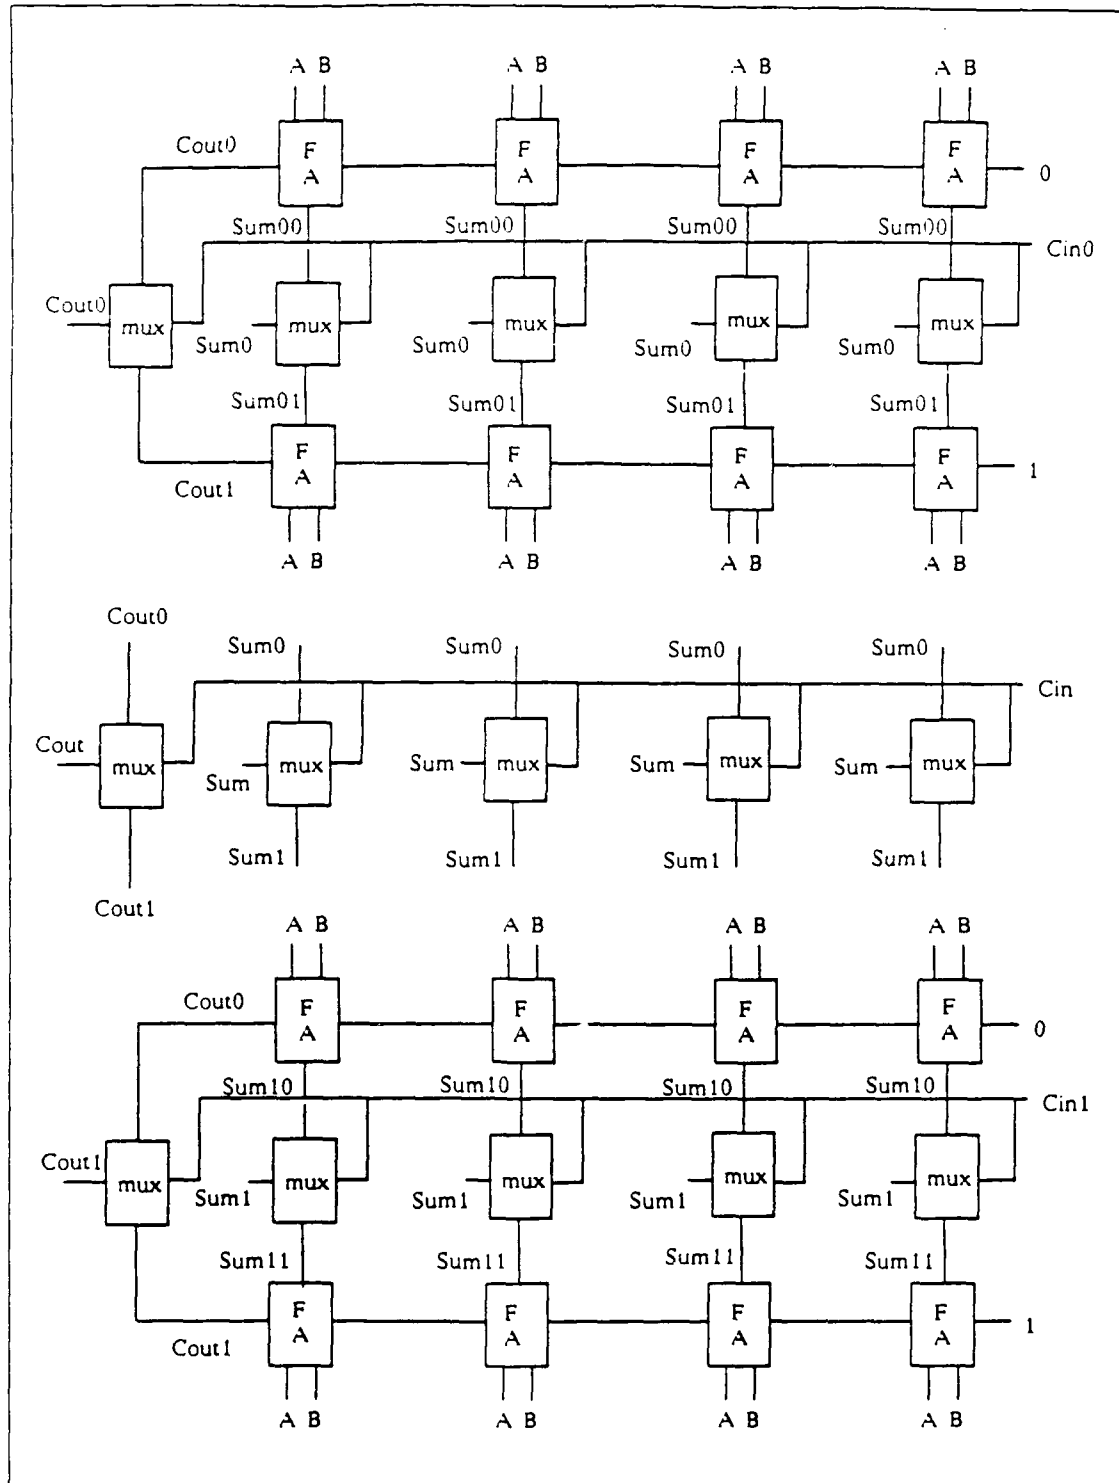 A B A B A B A B
Cout0 F A F A F A F A 0
Sum00 Sum00 Sum00 Sum00 Cin0
Cout0 mux Sum0 mux Sum0 mux Sum0 mux Sum0 mux
Sum01 Sum01 Sum01 Sum01
Cout1 F A F A F A F A 1
A B A B A B A B
Cout0 Sum0 Sum0 Sum0 Sum0
Cin
Cout mux Sum mux Sum mux Sum mux Sum mux
Sum1 Sum1 Sum1 Sum1
Cout1
A B A B A B A B
Cout0 F A F A F A F A 0
Sum10 Sum10 Sum10 Sum10 Cin1
Cout1 mux Sum1 mux Sum1 mux Sum1 mux Sum1 mux
Sum11 Sum11 Sum11 Sum11
Cout1 F A F A F A F A 1
A B A B A B A B